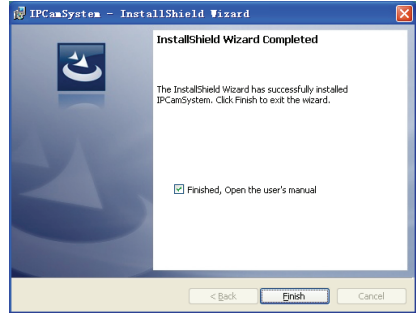 IPCamSystem - InstallShield Wizard
InstallShield Wizard Completed
The InstallShield Wizard has successfully installed
IPCamSystem. Click Finish to exit the wizard.
Finished, Open the user's manual
< Back
Finish
Cancel